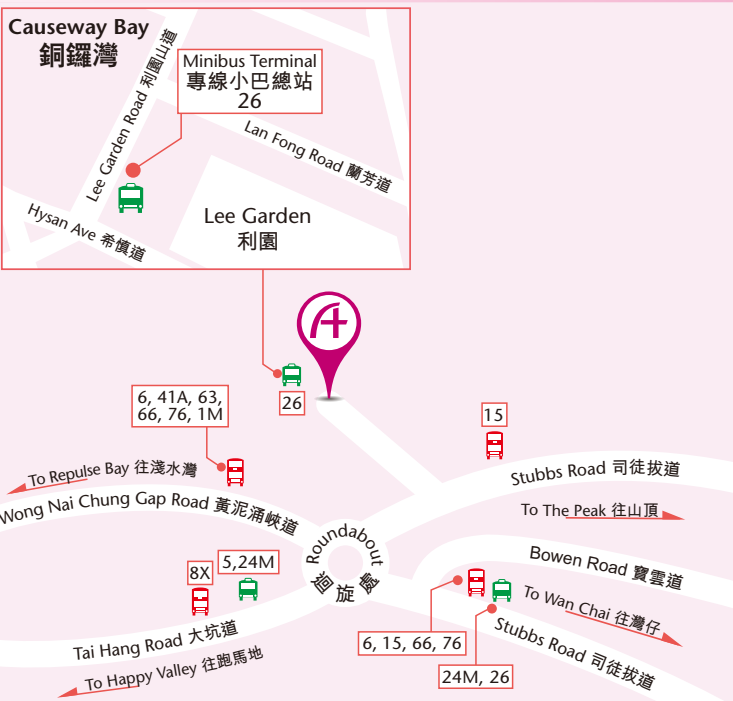 Causeway Bay
銅鑼灣
Minibus Terminal
專線小巴總站
26
Lee Garden Road 利園山道
Lan Fong Road 蘭芳道
Hysan Ave 希慎道
Lee Garden
利園
26
6, 41A, 63,
66, 76, 1M
15
To Repulse Bay 往淺水灣
Wong Nai Chung Gap Road 黃泥涌峽道
Stubbs Road 司徒拔道
To The Peak 往山頂
Roundabout
迴旋處
Bowen Road 寶雲道
8X
5,24M
To Wan Chai 往灣仔
Stubbs Road 司徒拔道
6, 15, 66, 76
24M, 26
Tai Hang Road 大坑道
To Happy Valley 往跑馬地